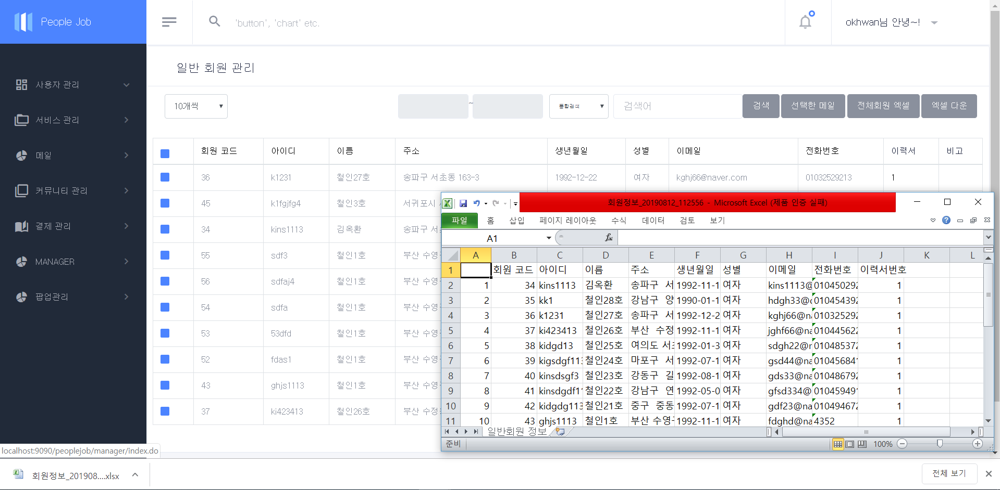 People Job
'button', 'chart' etc.
okhwan님 안녕~!
사용자 관리
서비스 관리
메일
커뮤니티 관리
결제 관리
MANAGER
팝업관리
일반 회원 관리
10개씩 ~ 통합검색 검색어 검색 선택한 메일 전체회원 엑셀 엑셀 다운
회원 코드 아이디 이름 주소 생년월일 성별 이메일 전화번호 이력서 비고
36 k1231 철인27호 송파구 서초동 163-3 1992-12-22 여자 kghj66@naver.com 01032529213 1
45 k1fgjfg4 철인3호 서귀포시
34 kins1113 김옥환 송파구
55 sdf3 철인1호 부산 수영
56 sdfaj4 철인1호 부산 수영
54 sdfa 철인1호 부산 수영
53 53dfd 철인1호 부산 수영
52 fdas1 철인1호 부산 수영
43 ghjs1113 철인1호 부산 수영
37 ki423413 철인26호 부산 수정
회원정보_20190812_112556 - Microsoft Excel (제품 인증 실패)
파일 홈 삽입 페이지 레이아웃 수식 데이터 검토 보기
A1 fx
A B C D E F G H I J K L
1 회원 코드 아이디 이름 주소 생년월일 성별 이메일 전화번호 이력서번호
2 1 34 kins1113 김옥환 송파구 서 1992-11-1 여자 kins1113@ 010450292 1
3 2 35 kk1 철인28호 강남구 양 1990-01-1 여자 hdgh33@ 010454392 1
4 3 36 k1231 철인27호 송파구 서 1992-12-2 여자 kghj66@na 010325292 1
5 4 37 ki423413 철인26호 부산 수정 1992-11-1 여자 jghf66@na 010445622 1
6 5 38 kidgd13 철인25호 여의도 서 1992-01-3 여자 sdgh22@n 010485372 1
7 6 39 kigsdgf113 철인24호 마포구 서 1992-07-1 여자 gsd44@na 010456841 1
8 7 40 kinsdsgf3 철인23호 강동구 길 1992-08-1 여자 gds33@na 010486792 1
9 8 41 kinsdgdf1 철인22호 강남구 연 1992-05-0 여자 gfsd334@ 010459491 1
10 9 42 kidgdg113 철인21호 중구 중동 1992-07-1 여자 gdf23@na 010494672 1
11 10 43 ghjs1113 철인1호 부산 수영 1992-11-1 여자 fdghd@na 4352 1
일반회원 정보
준비 100%
localhost:9090/peoplejob/manager/index.do
회원정보_201908....xlsx 전체 보기